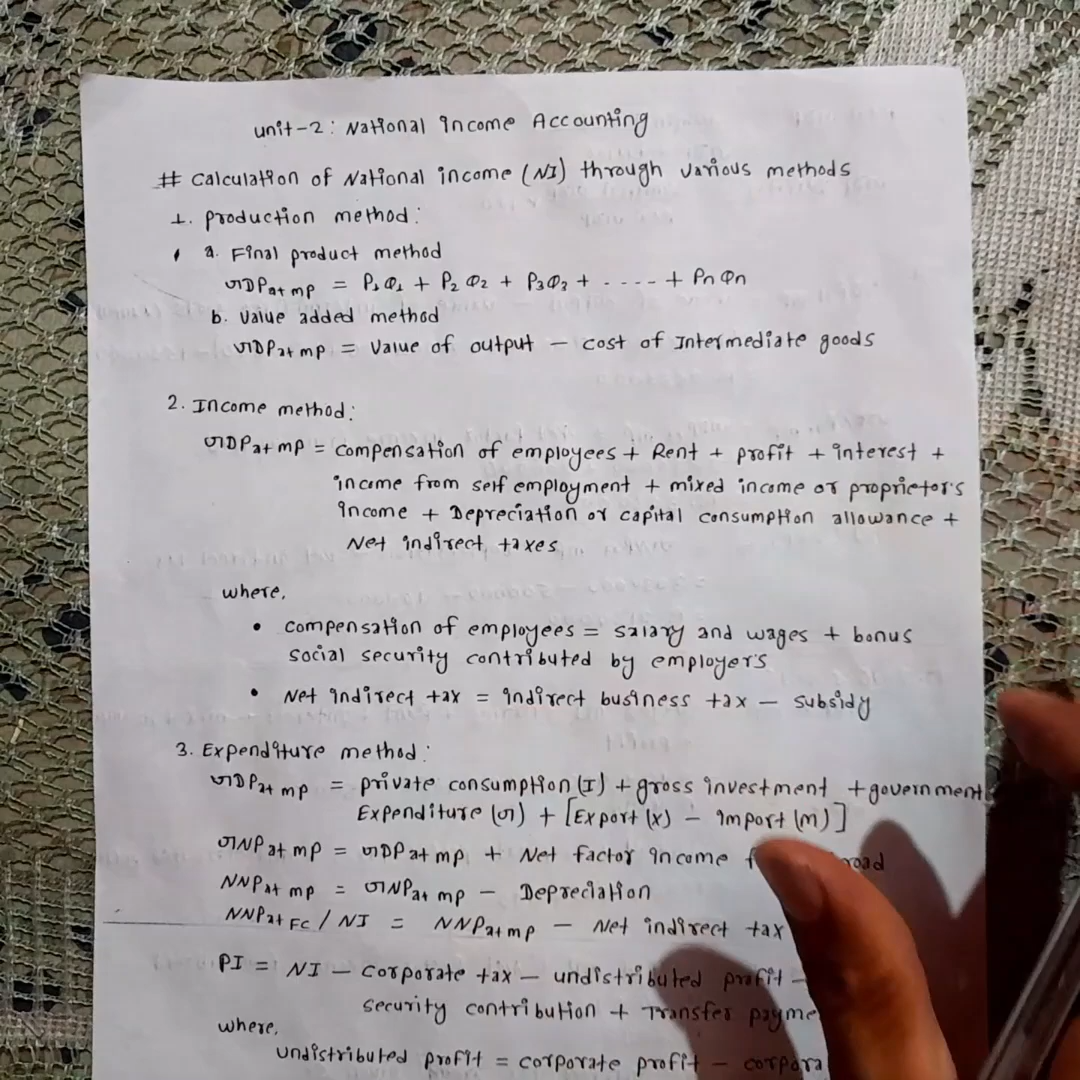 unit-2: National income Accounting
# Calculation of National income (NI) through various methods
1. production method:
a. Final product method
GDPat mp = P1Q1 + P2Q2 + P3Q3 + ..... + PnQn
b. Value added method
GDPat mp = Value of output - cost of Intermediate goods
2. Income method:
GDPat mp = compensation of employees + Rent + profit + interest +
income from self employment + mixed income or proprietor's
income + Depreciation or capital consumption allowance +
Net indirect taxes
where,
• compensation of employees = salary and wages + bonus
social security contributed by employer's
• Net indirect tax = indirect business tax - subsidy
3. Expenditure method:
GDPat mp = private consumption (I) + gross investment + government
Expenditure (G) + [Export (X) - import (M)]
GNPat mp = GDPat mp + Net factor income
NNPat mp = GNPat mp - Depreciation
NNPat FC / NI = NNPat mp - Net indirect tax
PI = NI - corporate tax - undistributed profit -
security contribution + Transfer
where,
undistributed profit = corporate profit -